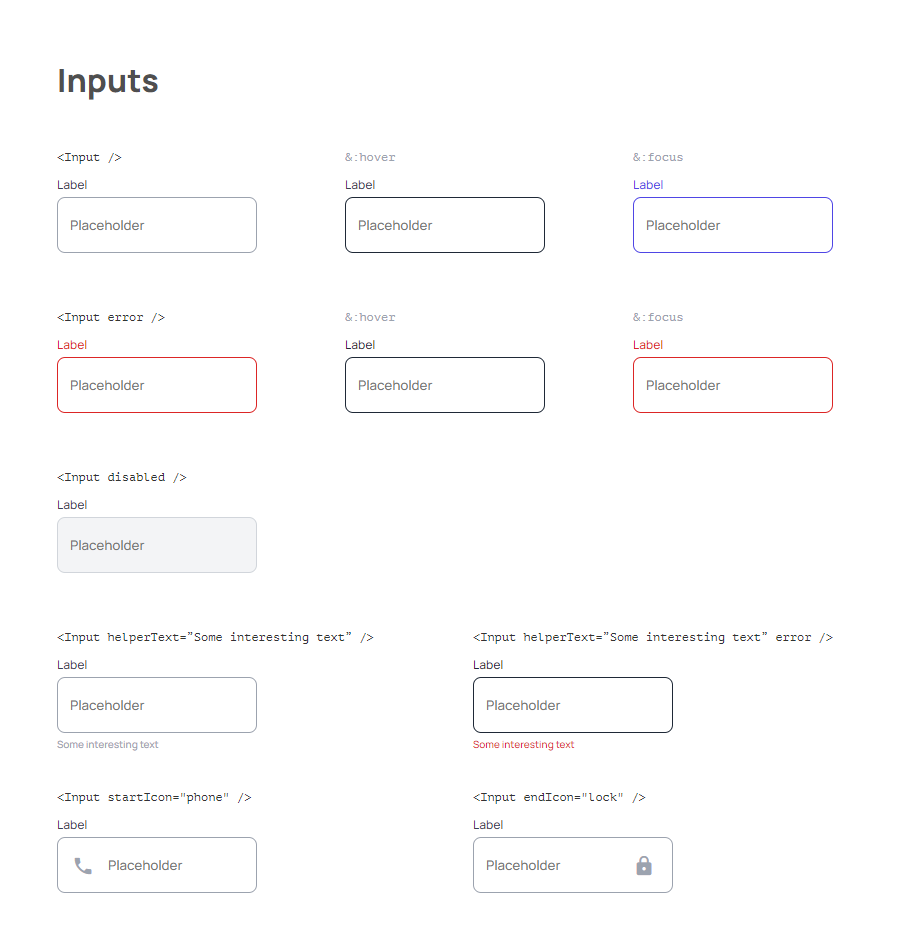 Inputs
<Input />
&:hover
&:focus
Label
Label
Label
Placeholder
Placeholder
Placeholder
<Input error />
&:hover
&:focus
Label
Label
Label
Placeholder
Placeholder
Placeholder
<Input disabled />
Label
Placeholder
<Input helperText=”Some interesting text” />
<Input helperText=”Some interesting text” error />
Label
Label
Placeholder
Placeholder
Some interesting text
Some interesting text
<Input startIcon="phone" />
<Input endIcon="lock" />
Label
Label
Placeholder
Placeholder